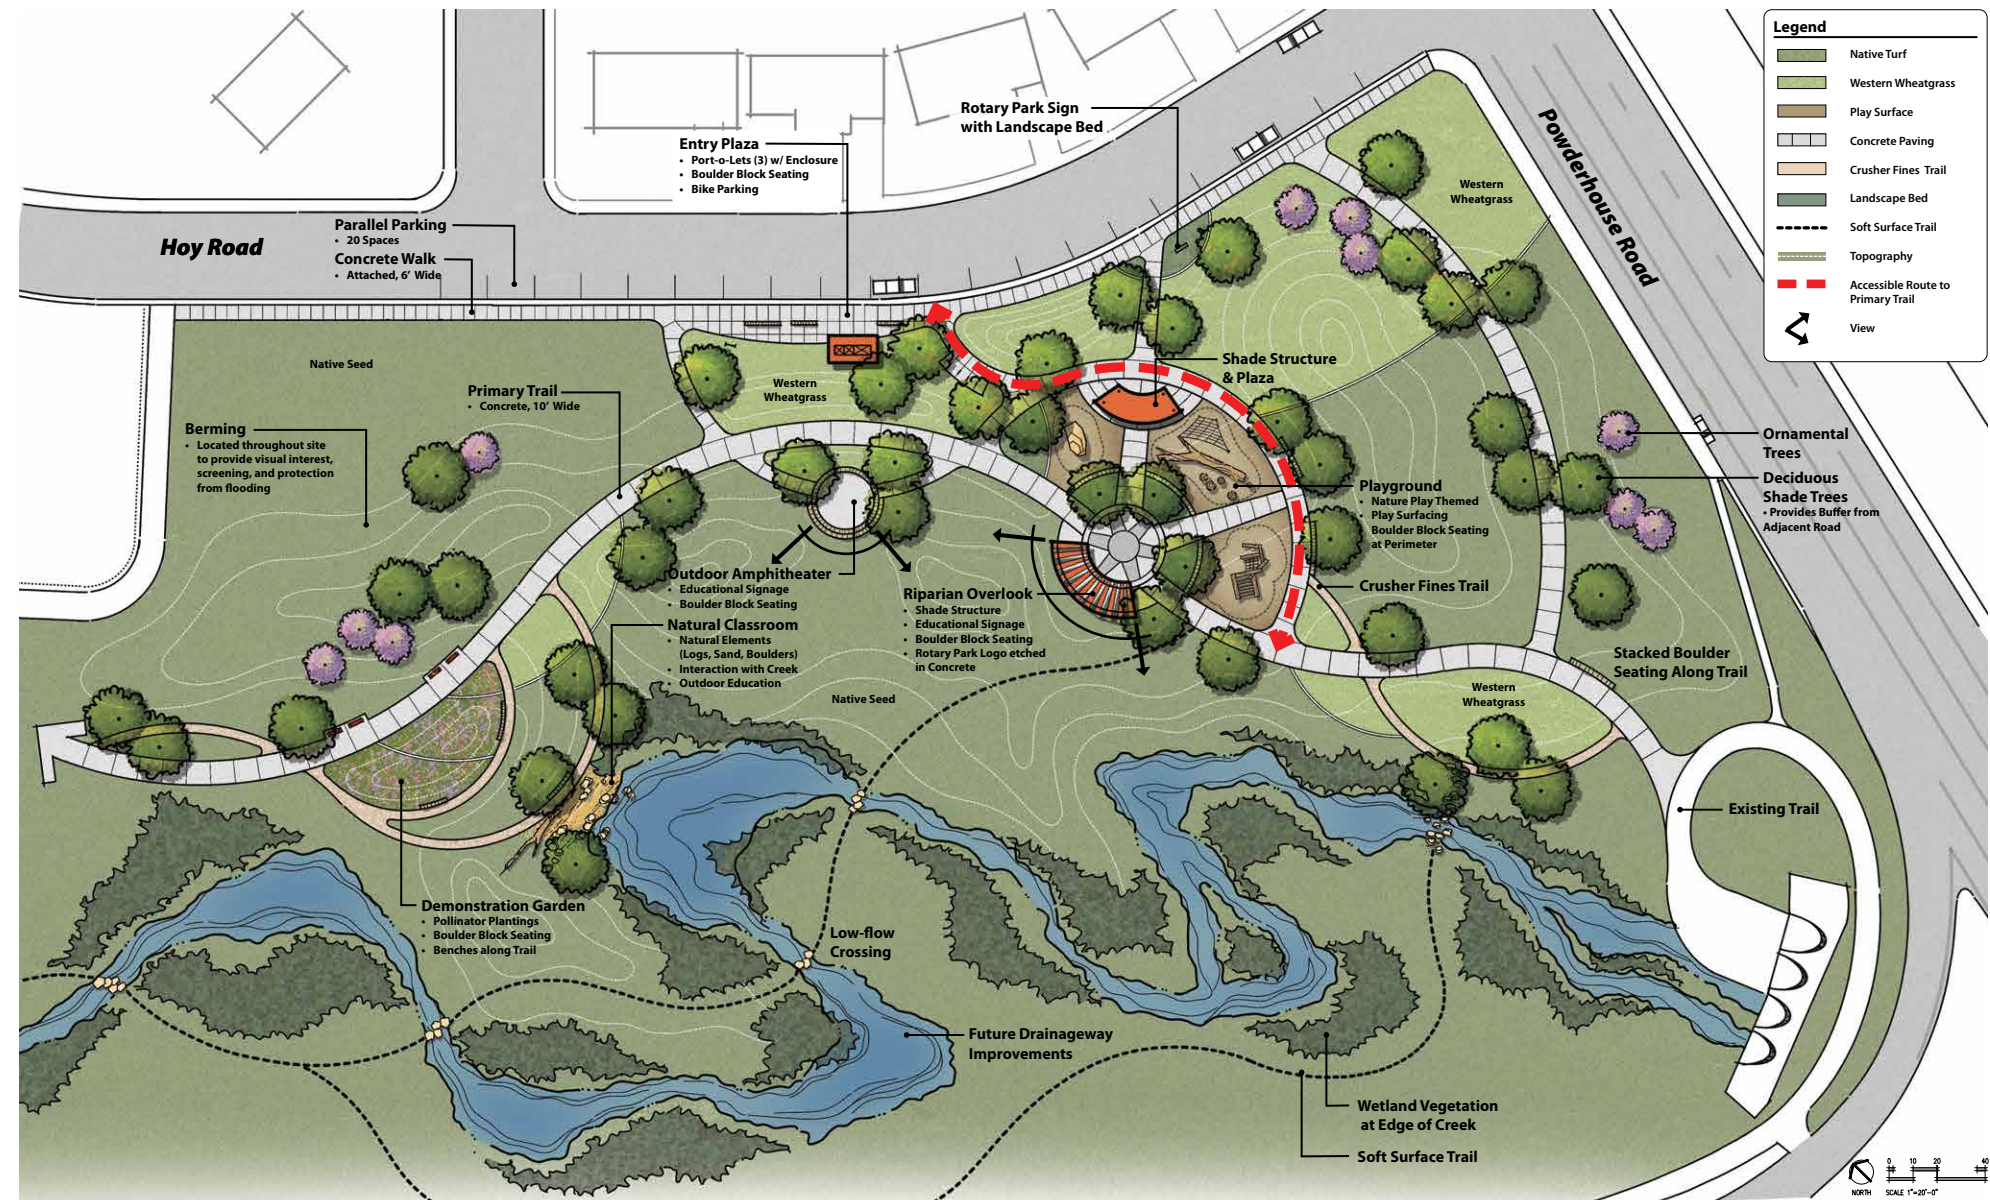 Legend
Native Turf
Western Wheatgrass
Play Surface
Concrete Paving
Crusher Fines Trail
Landscape Bed
Soft Surface Trail
Topography
Accessible Route to
Primary Trail
View
Rotary Park Sign
with Landscape Bed
Powderhouse Road
Entry Plaza
• Port-o-Lets (3) w/ Enclosure
• Boulder Block Seating
• Bike Parking
Western
Wheatgrass
Parallel Parking
• 20 Spaces
Hoy Road
Concrete Walk
• Attached, 6' Wide
Native Seed
Shade Structure
& Plaza
Primary Trail
• Concrete, 10' Wide
Western
Wheatgrass
Berming
• Located throughout site
to provide visual interest,
screening, and protection
from flooding
Ornamental
Trees
Deciduous
Shade Trees
• Provides Buffer from
Adjacent Road
Playground
• Nature Play Themed
• Play Surfacing
Boulder Block Seating
at Perimeter
Outdoor Amphitheater
• Educational Signage
• Boulder Block Seating
Riparian Overlook
• Shade Structure
• Educational Signage
• Boulder Block Seating
• Rotary Park Logo etched
in Concrete
Crusher Fines Trail
Natural Classroom
• Natural Elements
(Logs, Sand, Boulders)
• Interaction with Creek
• Outdoor Education
Stacked Boulder
Seating Along Trail
Native Seed
Western
Wheatgrass
Existing Trail
Demonstration Garden
• Pollinator Plantings
• Boulder Block Seating
• Benches along Trail
Low-flow
Crossing
Future Drainageway
Improvements
Wetland Vegetation
at Edge of Creek
Soft Surface Trail
0 10 20 40
NORTH SCALE 1"=20'-0"